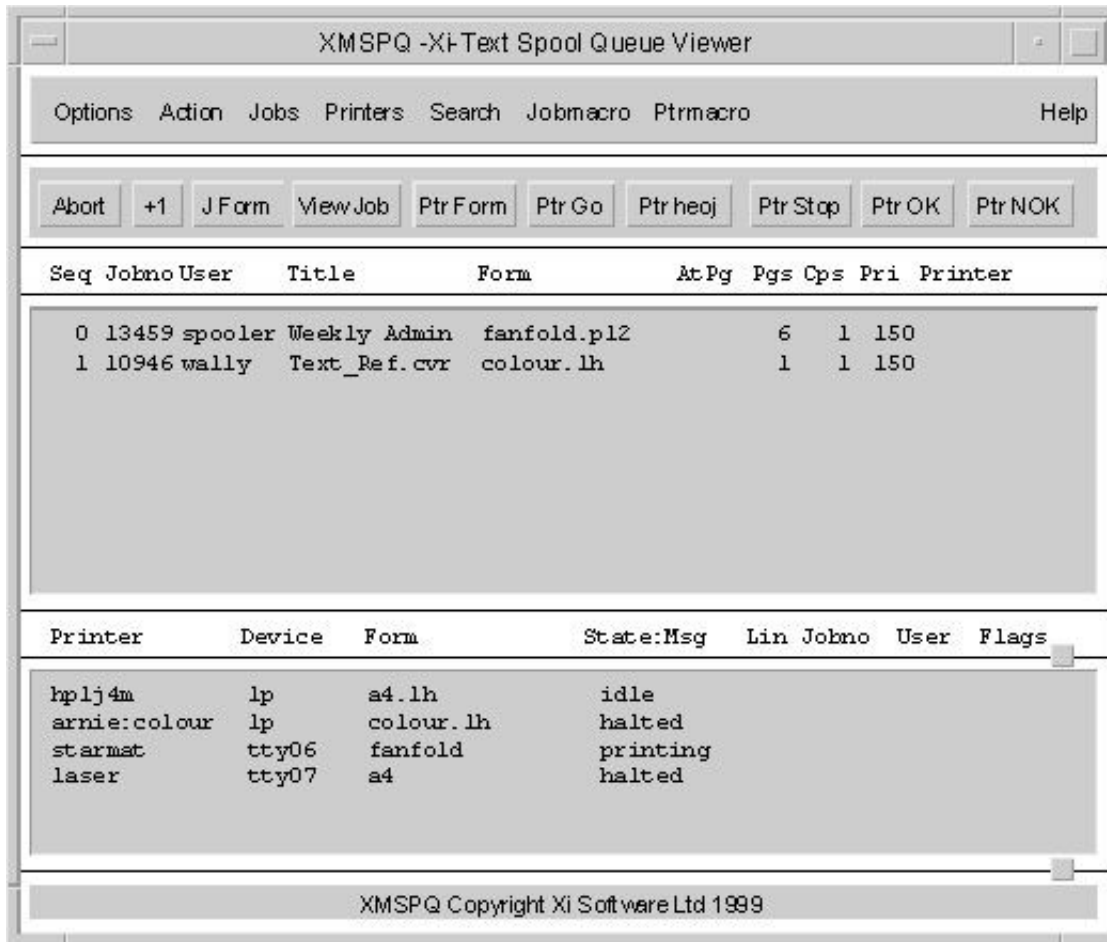 XMSPQ -Xi-Text Spool Queue Viewer
Options Action Jobs Printers Search Jobmacro Ptrmacro Help
Abort +1 J Form View Job Ptr Form Ptr Go Ptr heoj Ptr Stop Ptr OK Ptr NOK
Seq Jobno User Title Form AtPg Pgs Cps Pri Printer
0 13459 spooler Weekly Admin fanfold.pl2 6 1 150
1 10946 wally Text_Ref.cvr colour.lh 1 1 150
Printer Device Form State:Msg Lin Jobno User Flags
hplj4m lp a4.lh idle
arnie:colour lp colour.lh halted
starmat tty06 fanfold printing
laser tty07 a4 halted
XMSPQ Copyright Xi Software Ltd 1999